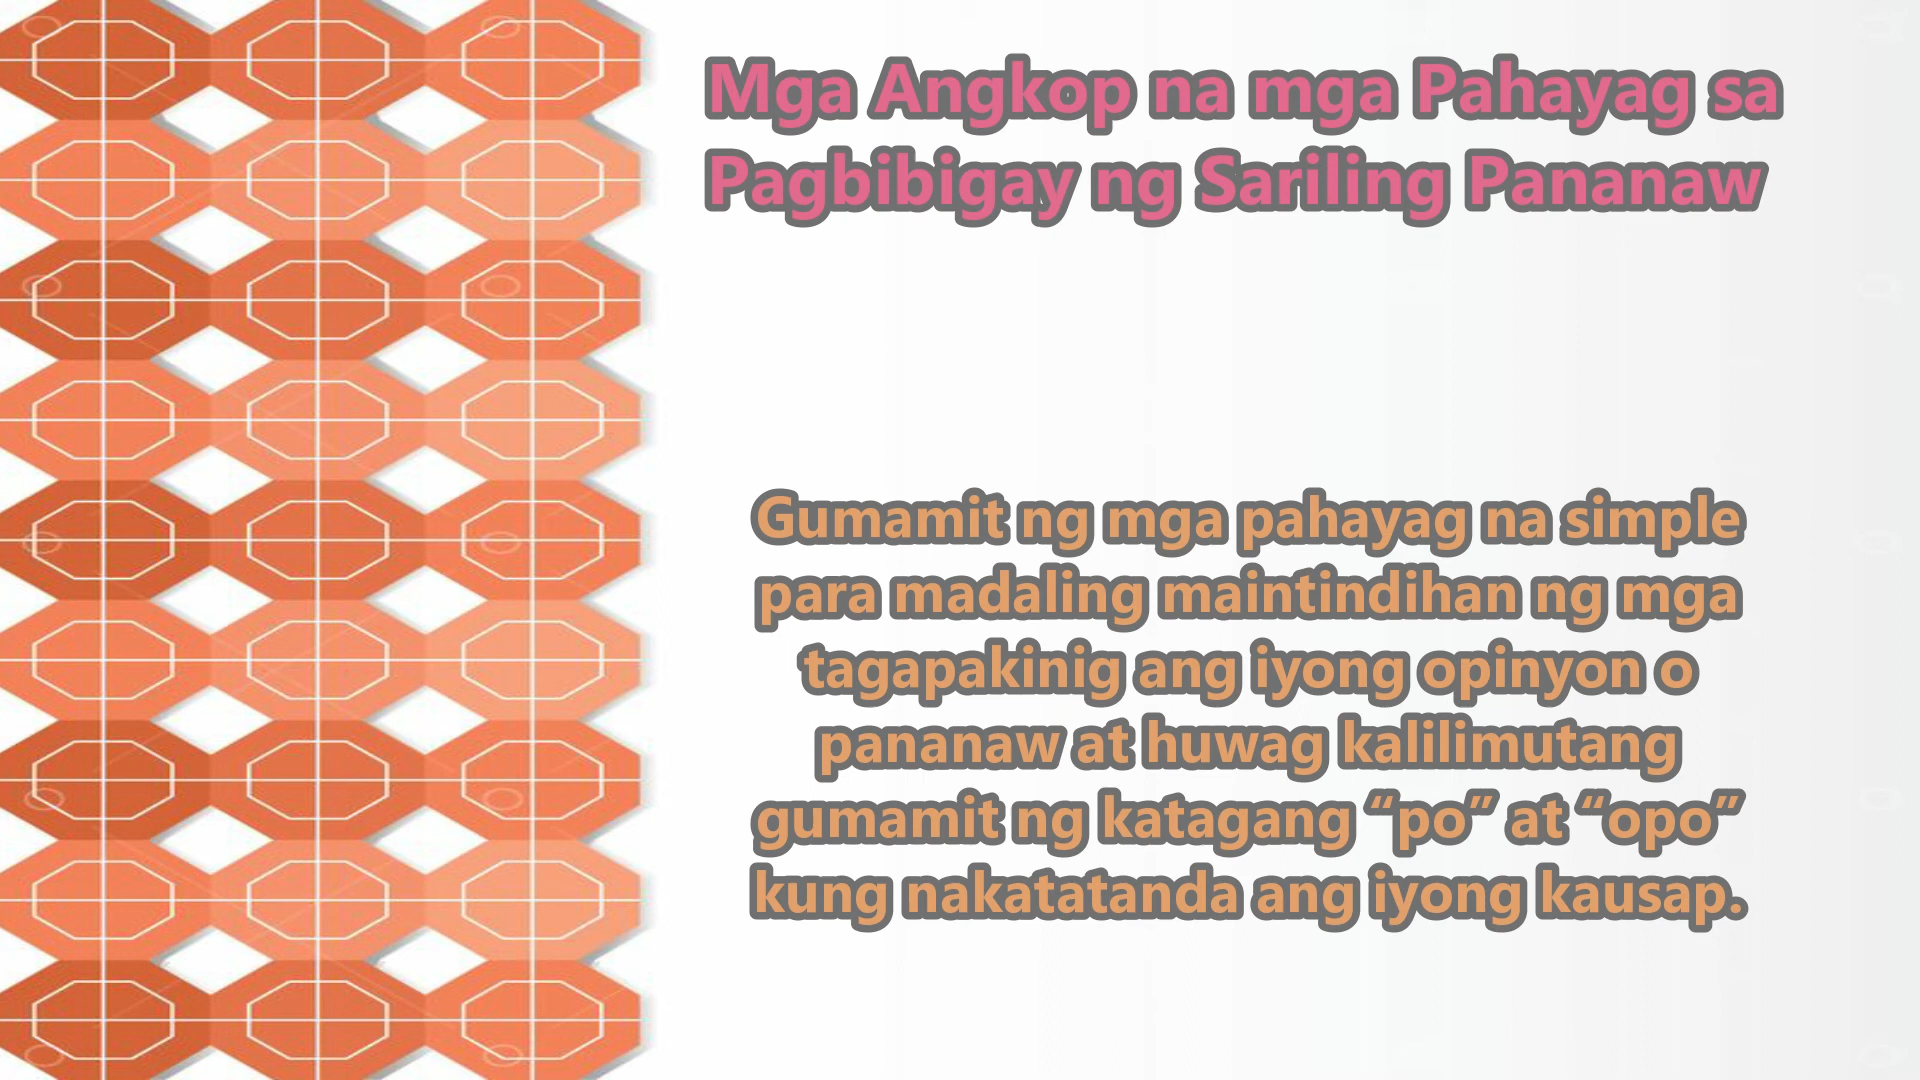 Mga Angkop na mga Pahayag sa
Pagbibigay ng Sariling Pananaw
Gumamit ng mga pahayag na simple
para madaling maintindihan ng mga
tagapakinig ang iyong opinyon o
pananaw at huwag kalilimutang
gumamit ng katagang “po” at “opo”
kung nakatatanda ang iyong kausap.